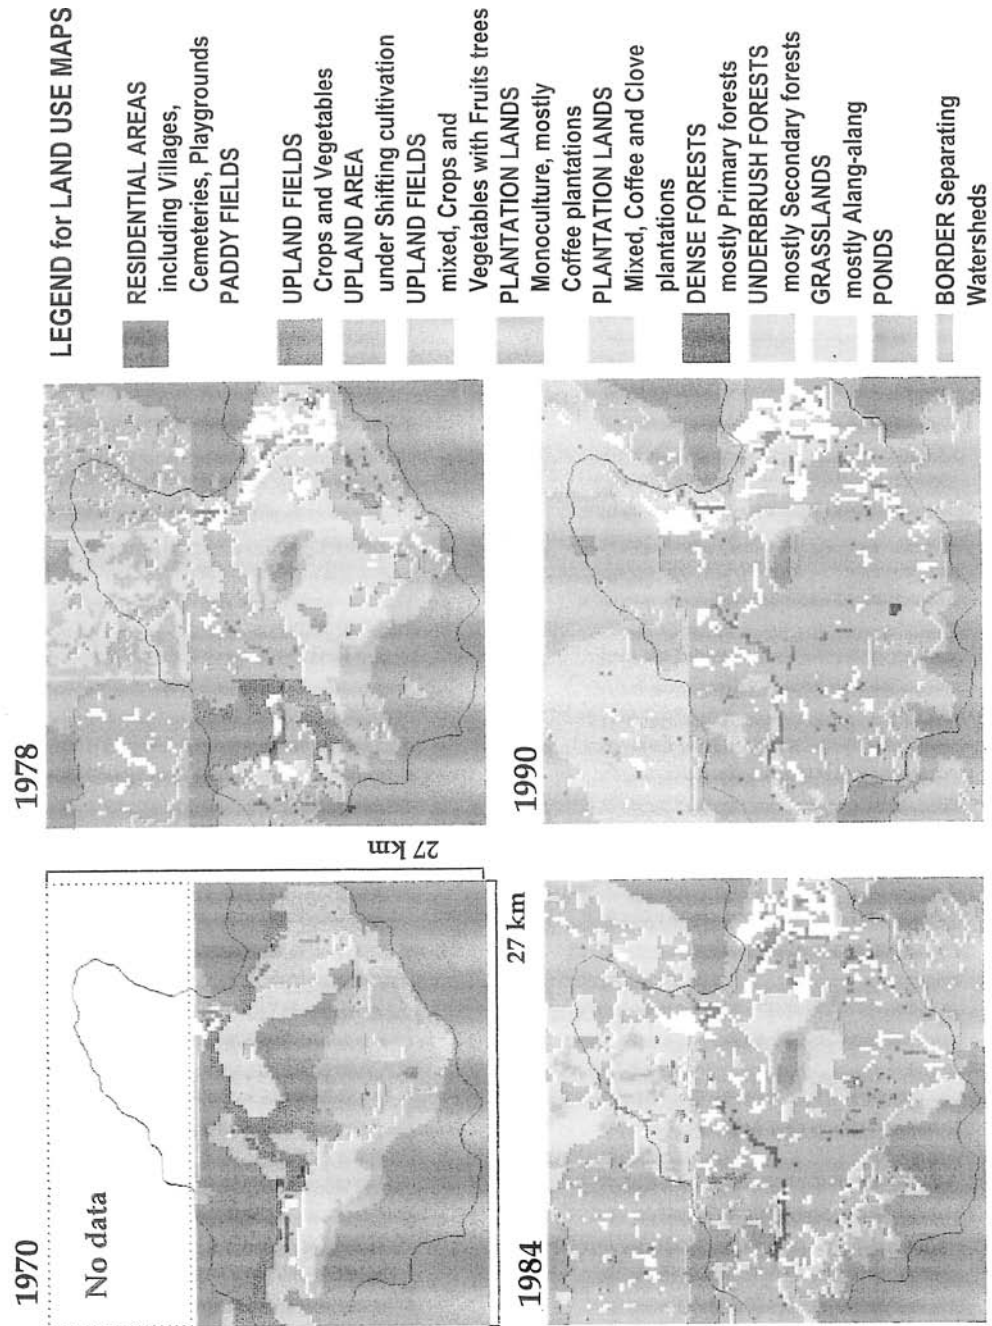 1970
No data
27 km
27 km
1978
1984
1990
LEGEND for LAND USE MAPS
RESIDENTIAL AREAS
including Villages,
Cemeteries, Playgrounds
PADDY FIELDS
UPLAND FIELDS
Crops and Vegetables
UPLAND AREA
under Shifting cultivation
UPLAND FIELDS
mixed, Crops and
Vegetables with Fruits trees
PLANTATION LANDS
Monoculture, mostly
Coffee plantations
PLANTATION LANDS
Mixed, Coffee and Clove
plantations
DENSE FORESTS
mostly Primary forests
UNDERBRUSH FORESTS
mostly Secondary forests
GRASSLANDS
mostly Alang-alang
PONDS
BORDER Separating
Watersheds